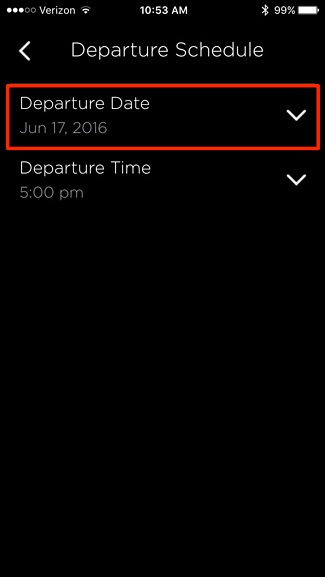 Verizon 10:53 AM 99%
Departure Schedule
Departure Date
Jun 17, 2016
Departure Time
5:00 pm